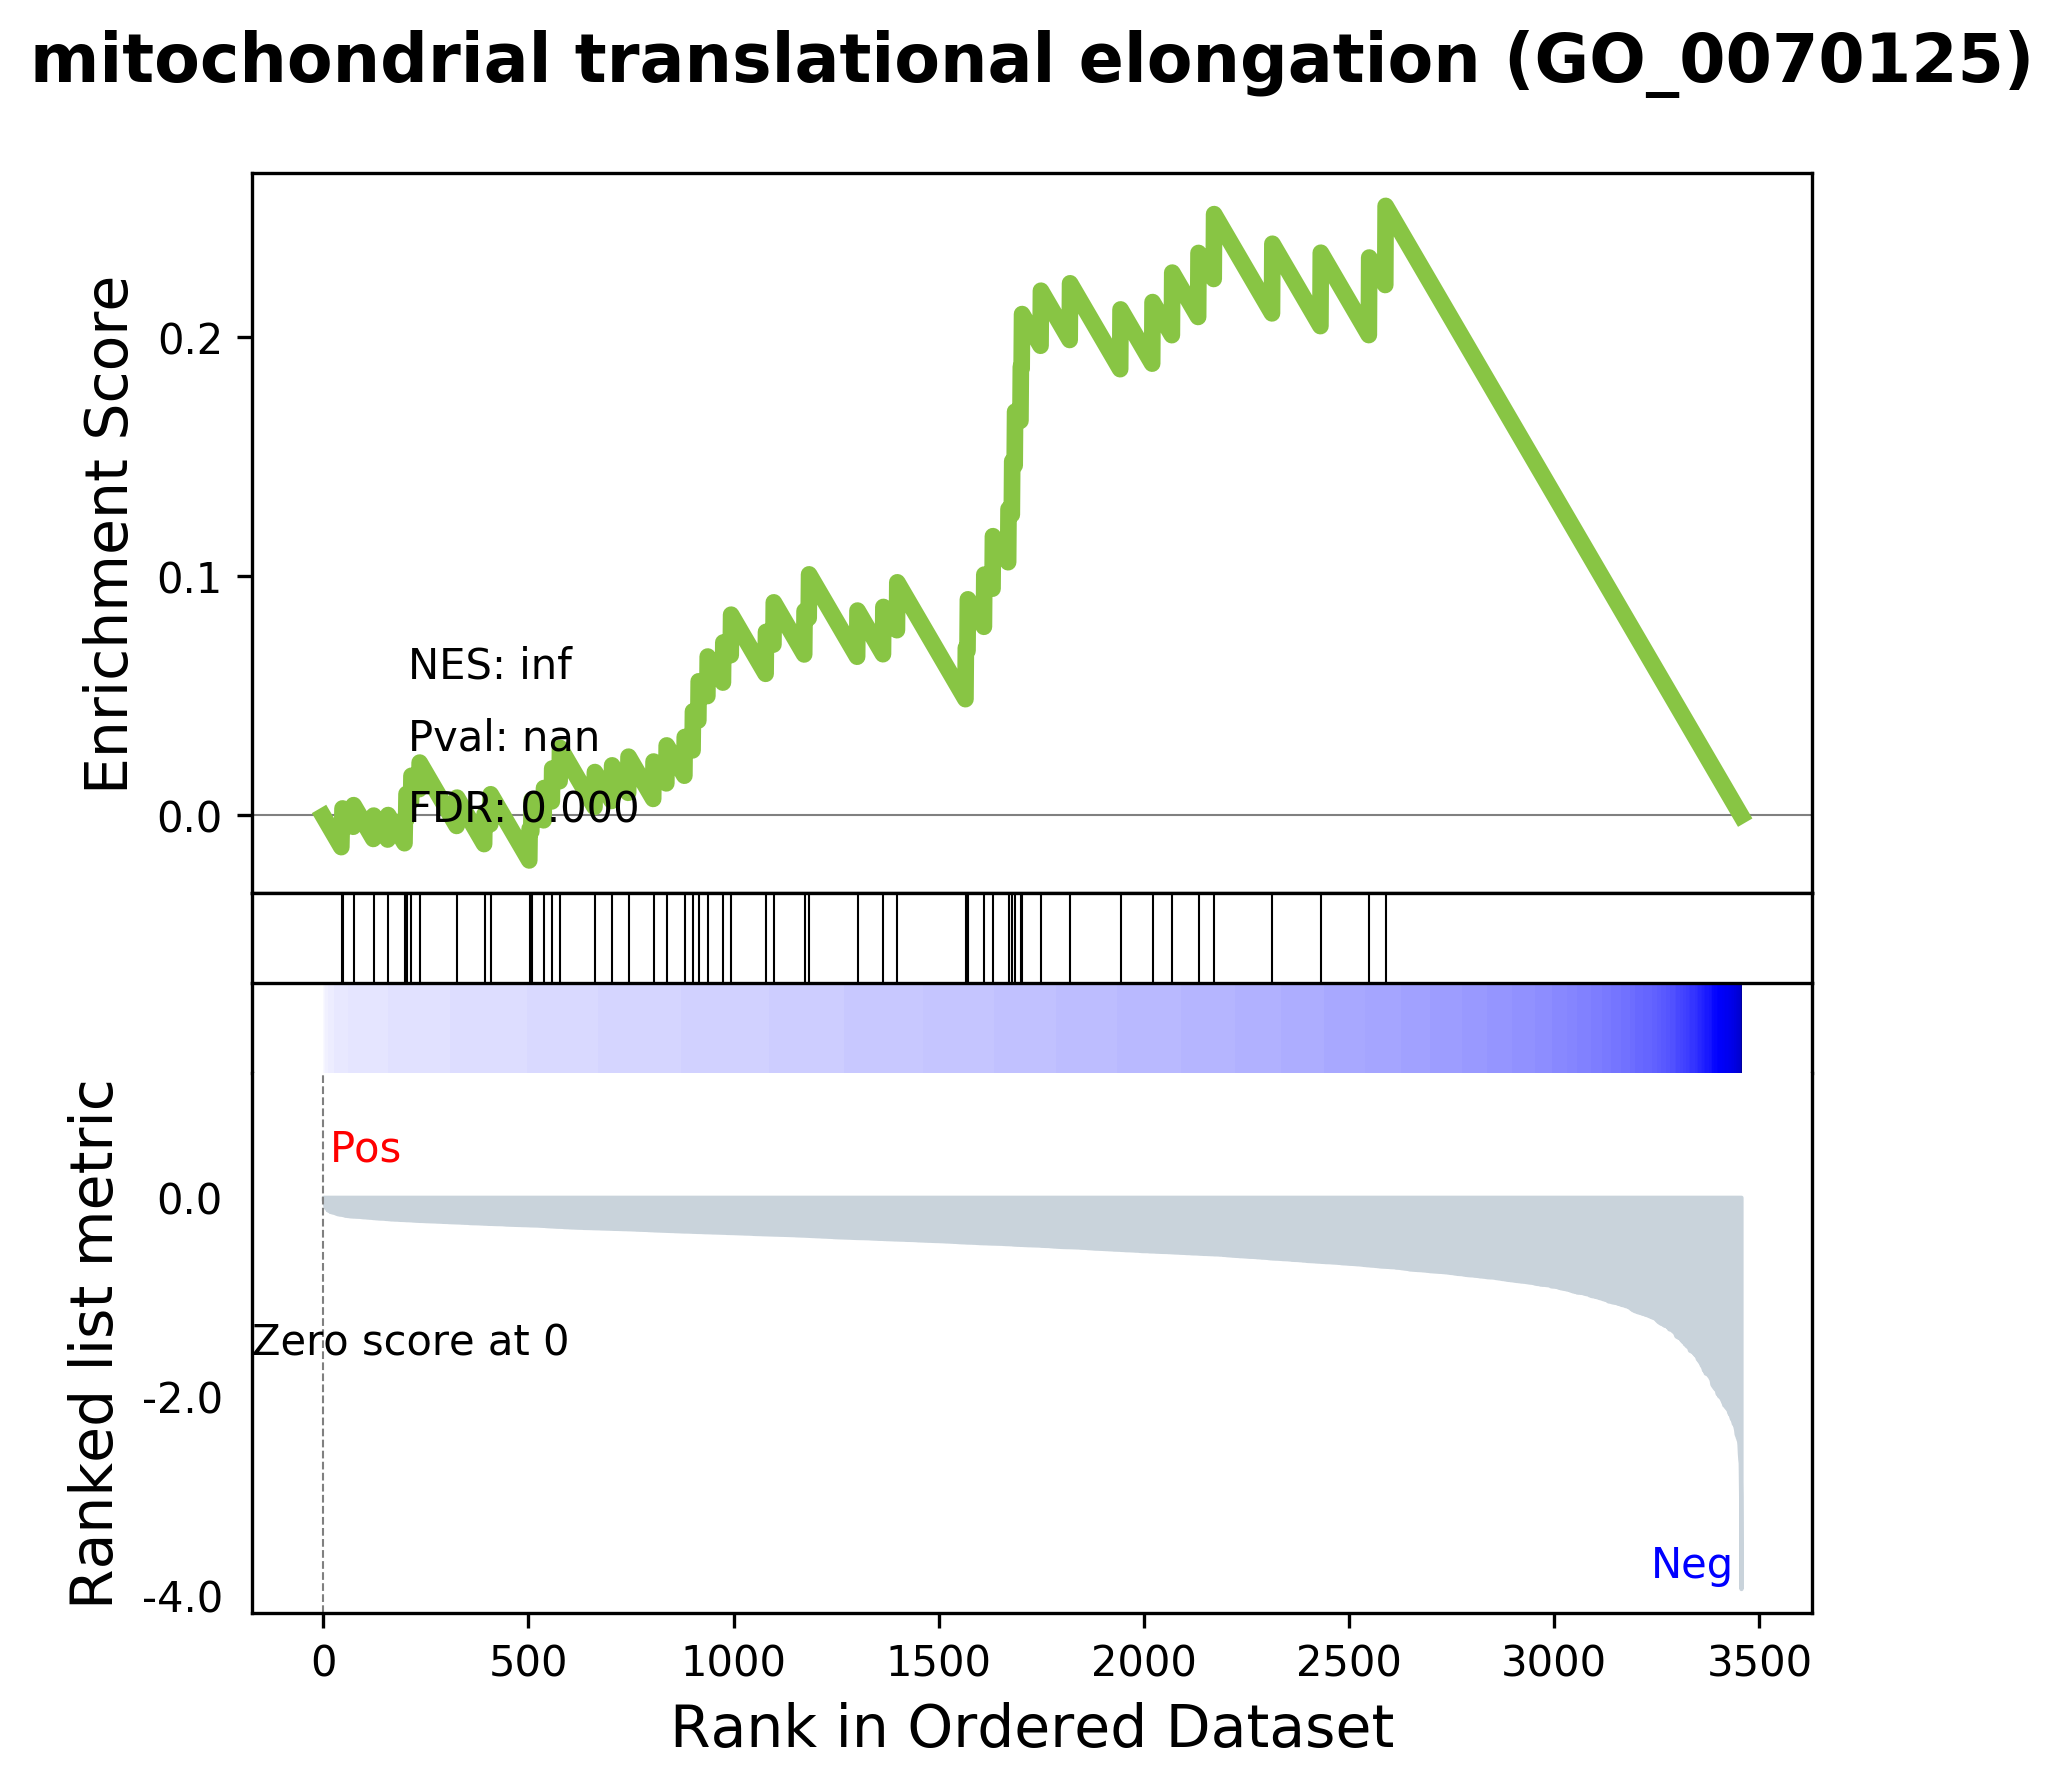 mitochondrial translational elongation (GO_0070125)
Enrichment Score
0.2
0.1
0.0
NES: inf
Pval: nan
FDR: 0.000
Ranked list metric
Pos
0.0
Zero score at 0
-2.0
Neg
-4.0
0 500 1000 1500 2000 2500 3000 3500
Rank in Ordered Dataset